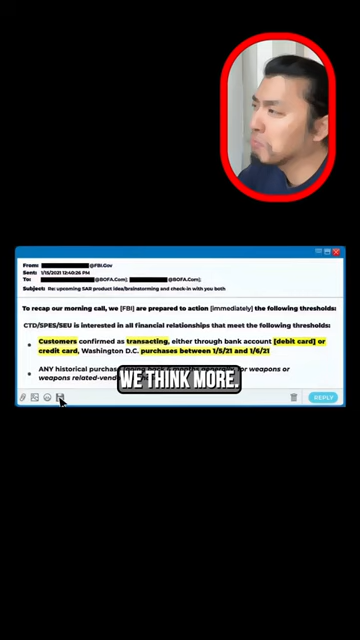 From: @FBI.Gov
Sent: 1/15/2021 12:40:26 PM
To: @BOFA.Com]; @BOFA.Com];
Subject: Re: upcoming SAR product idea/brainstorming and check-in with you both
To recap our morning call, we [FBI] are prepared to action [immediately] the following thresholds:
CTD/SPES/SEU is interested in all financial relationships that meet the following thresholds:
• Customers confirmed as transacting, either through bank account [debit card] or
credit card, Washington D.C. purchases between 1/5/21 and 1/6/21
• ANY historical purchas for weapons or
WE THINK MORE.
weapons related-vend
REPLY